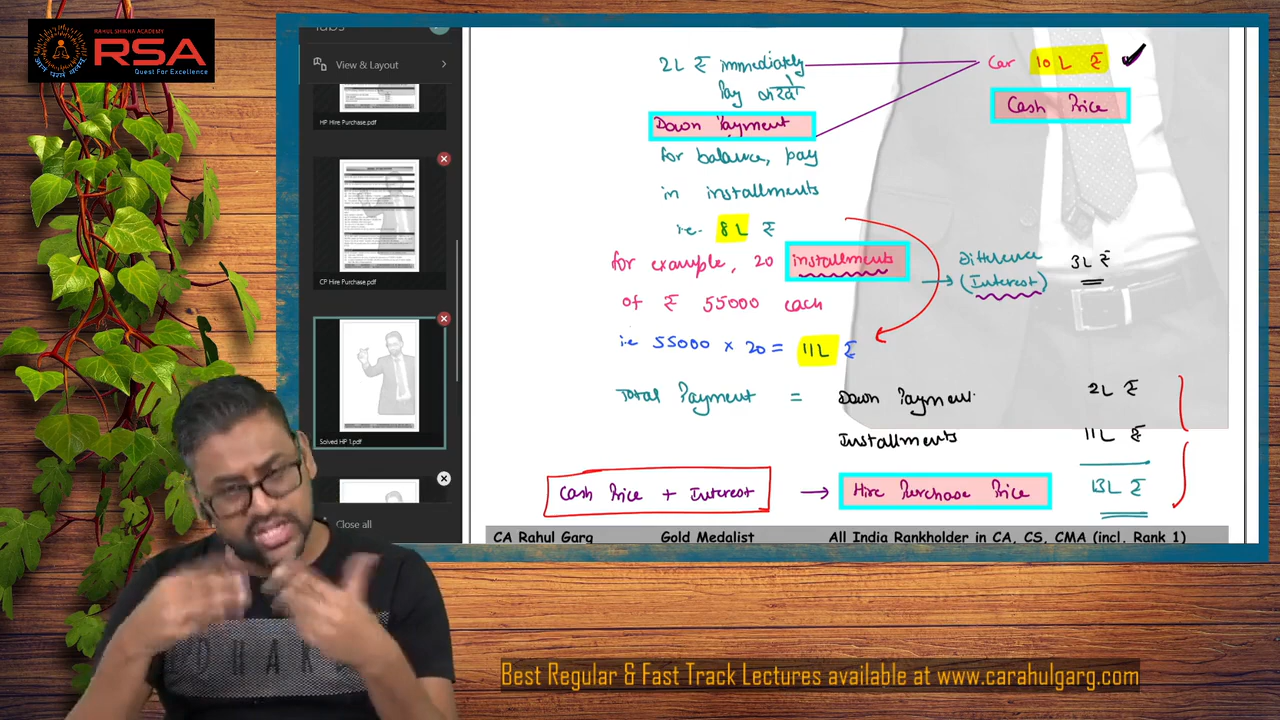 RAHUL SHIKHA ACADEMY
RSA
Quest For Excellence
View & Layout
HP Hire Purchase.pdf
CP Hire Purchase.pdf
Solved HP 1.pdf
Close all
2L ₹ immediately
Pay करदो
Down Payment
for balance, pay
in installments
i.e. 8L ₹
for example, 20 installments
of ₹ 55000 each
i.e 55000 × 20 = 11L ₹
Car 10L ₹
Cash Price
Difference 3L ₹
(Interest)
Total Payment = Down Payment 2L ₹
Installments 11L ₹
Cash Price + Interest → Hire Purchase Price 13L ₹
CA Rahul Garg Gold Medalist All India Rankholder in CA, CS, CMA (incl. Rank 1)
Best Regular & Fast Track Lectures available at www.carahulgarg.com